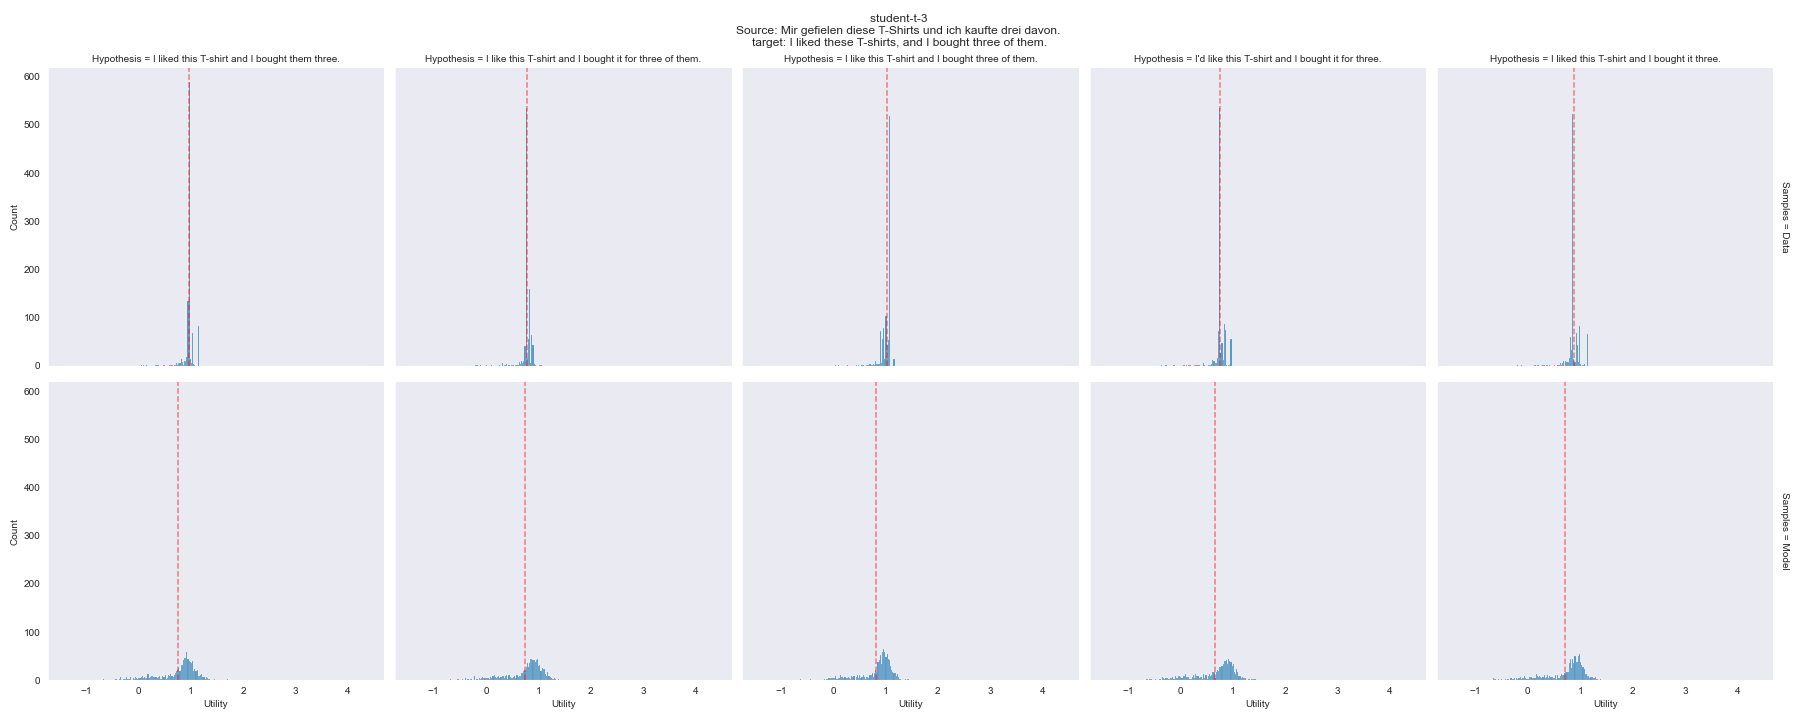 student-t-3
Source: Mir gefielen diese T-Shirts und ich kaufte drei davon.
target: I liked these T-shirts, and I bought three of them.
Hypothesis = I liked this T-shirt and I bought them three.
Hypothesis = I like this T-shirt and I bought it for three of them.
Hypothesis = I like this T-shirt and I bought three of them.
Hypothesis = I'd like this T-shirt and I bought it for three.
Hypothesis = I liked this T-shirt and I bought it three.
600
500
400
300
200
100
0
Count
Samples = Data
600
500
400
300
200
100
0
Count
Samples = Model
−1 0 1 2 3 4
−1 0 1 2 3 4
−1 0 1 2 3 4
−1 0 1 2 3 4
−1 0 1 2 3 4
Utility
Utility
Utility
Utility
Utility